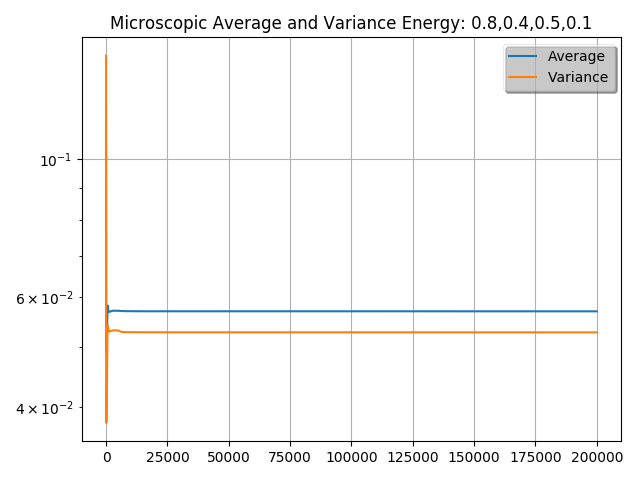 Microscopic Average and Variance Energy: 0.8,0.4,0.5,0.1
Average
Variance
10⁻¹
6 × 10⁻²
4 × 10⁻²
0 25000 50000 75000 100000 125000 150000 175000 200000